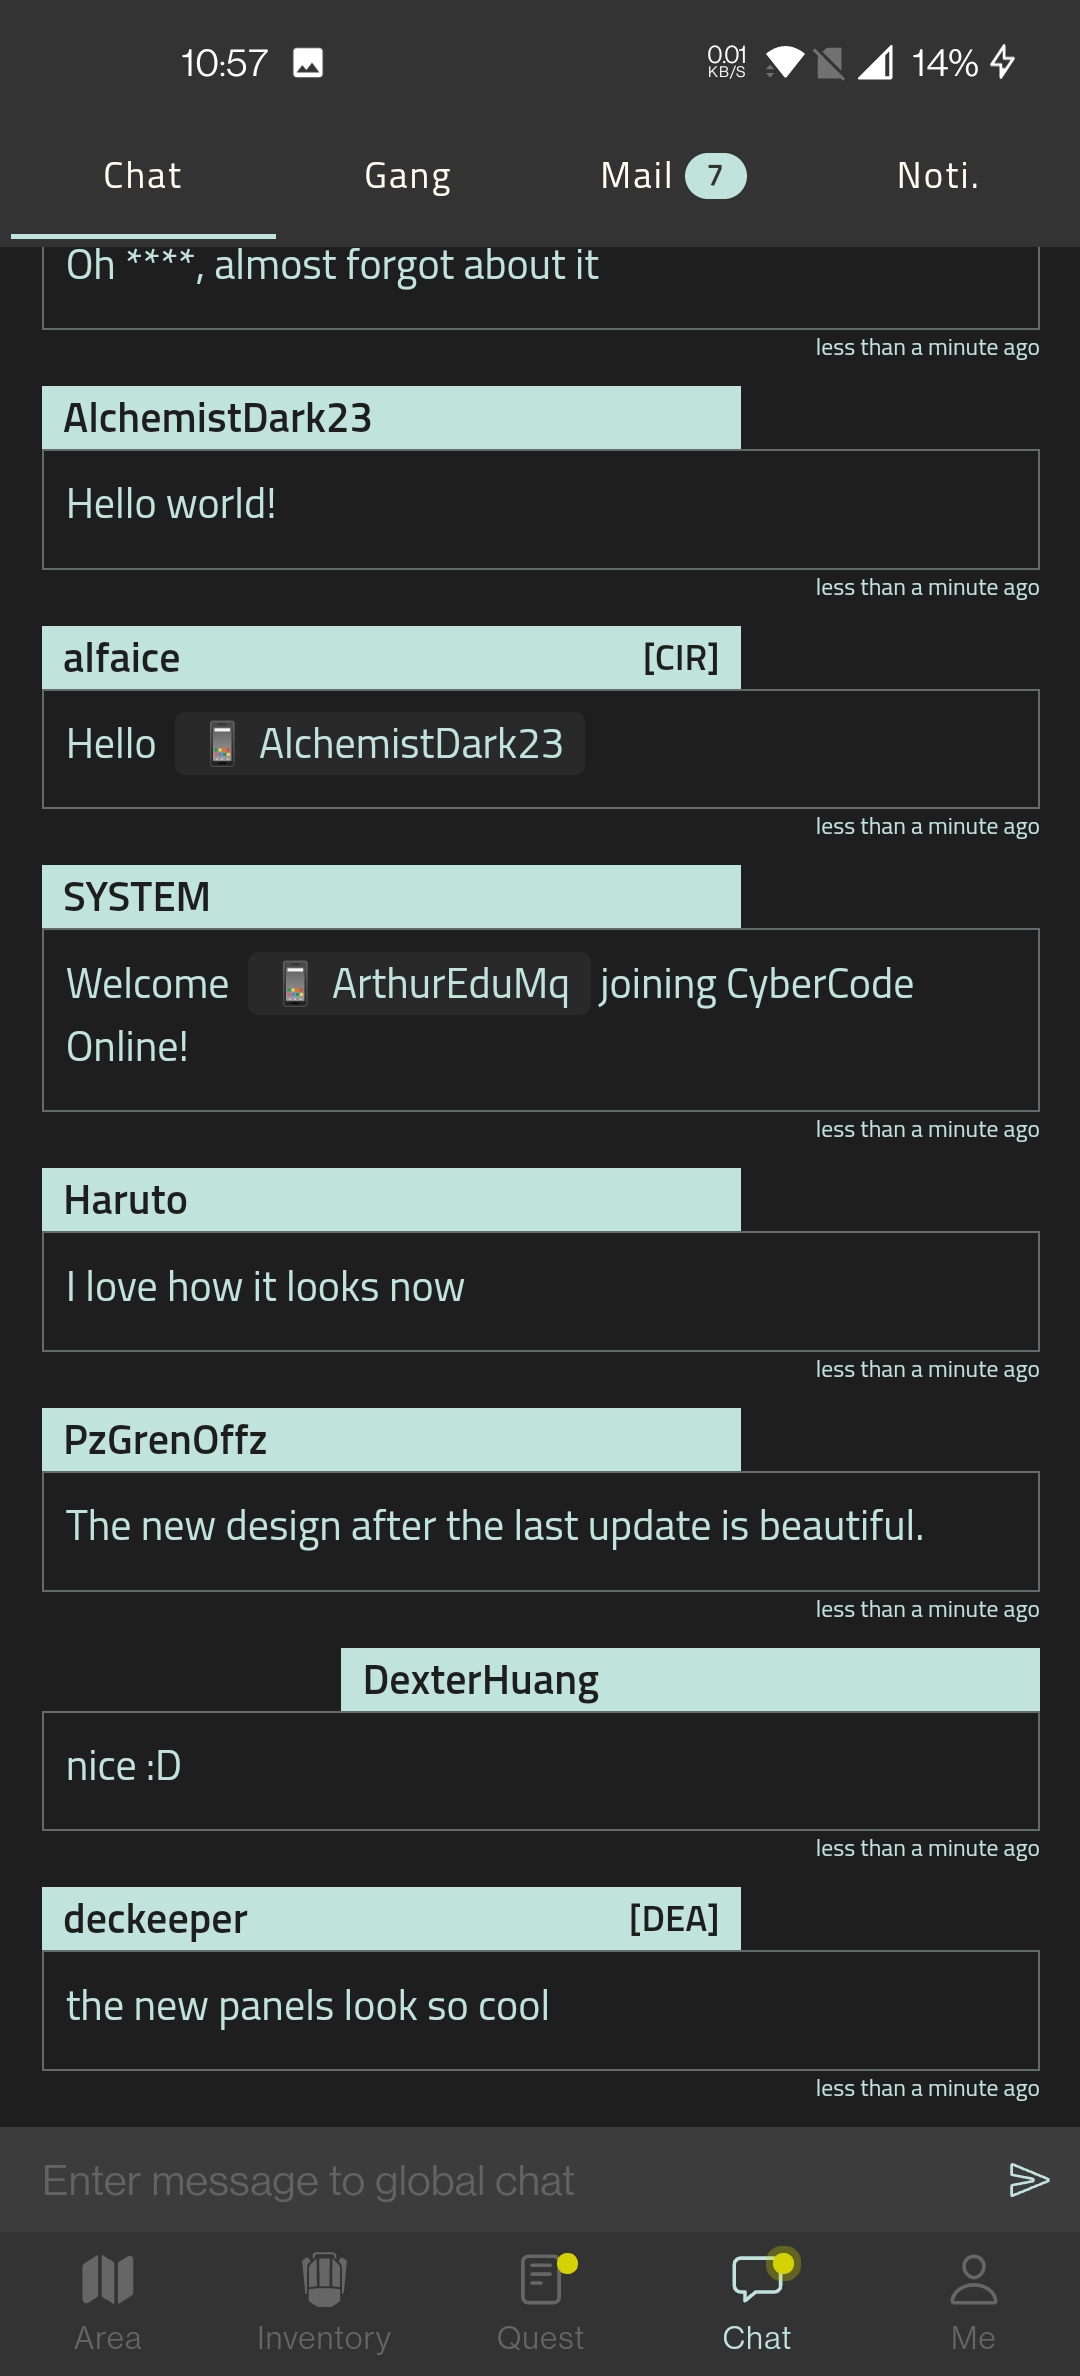 10:57
0.01
KB/S
14%
Chat
Gang
Mail 7
Noti.
Oh ****, almost forgot about it
less than a minute ago
AlchemistDark23
Hello world!
less than a minute ago
alfaice [CIR]
Hello AlchemistDark23
less than a minute ago
SYSTEM
Welcome ArthurEduMq joining CyberCode
Online!
less than a minute ago
Haruto
I love how it looks now
less than a minute ago
PzGrenOffz
The new design after the last update is beautiful.
less than a minute ago
DexterHuang
nice :D
less than a minute ago
deckeeper [DEA]
the new panels look so cool
less than a minute ago
Enter message to global chat
Area
Inventory
Quest
Chat
Me